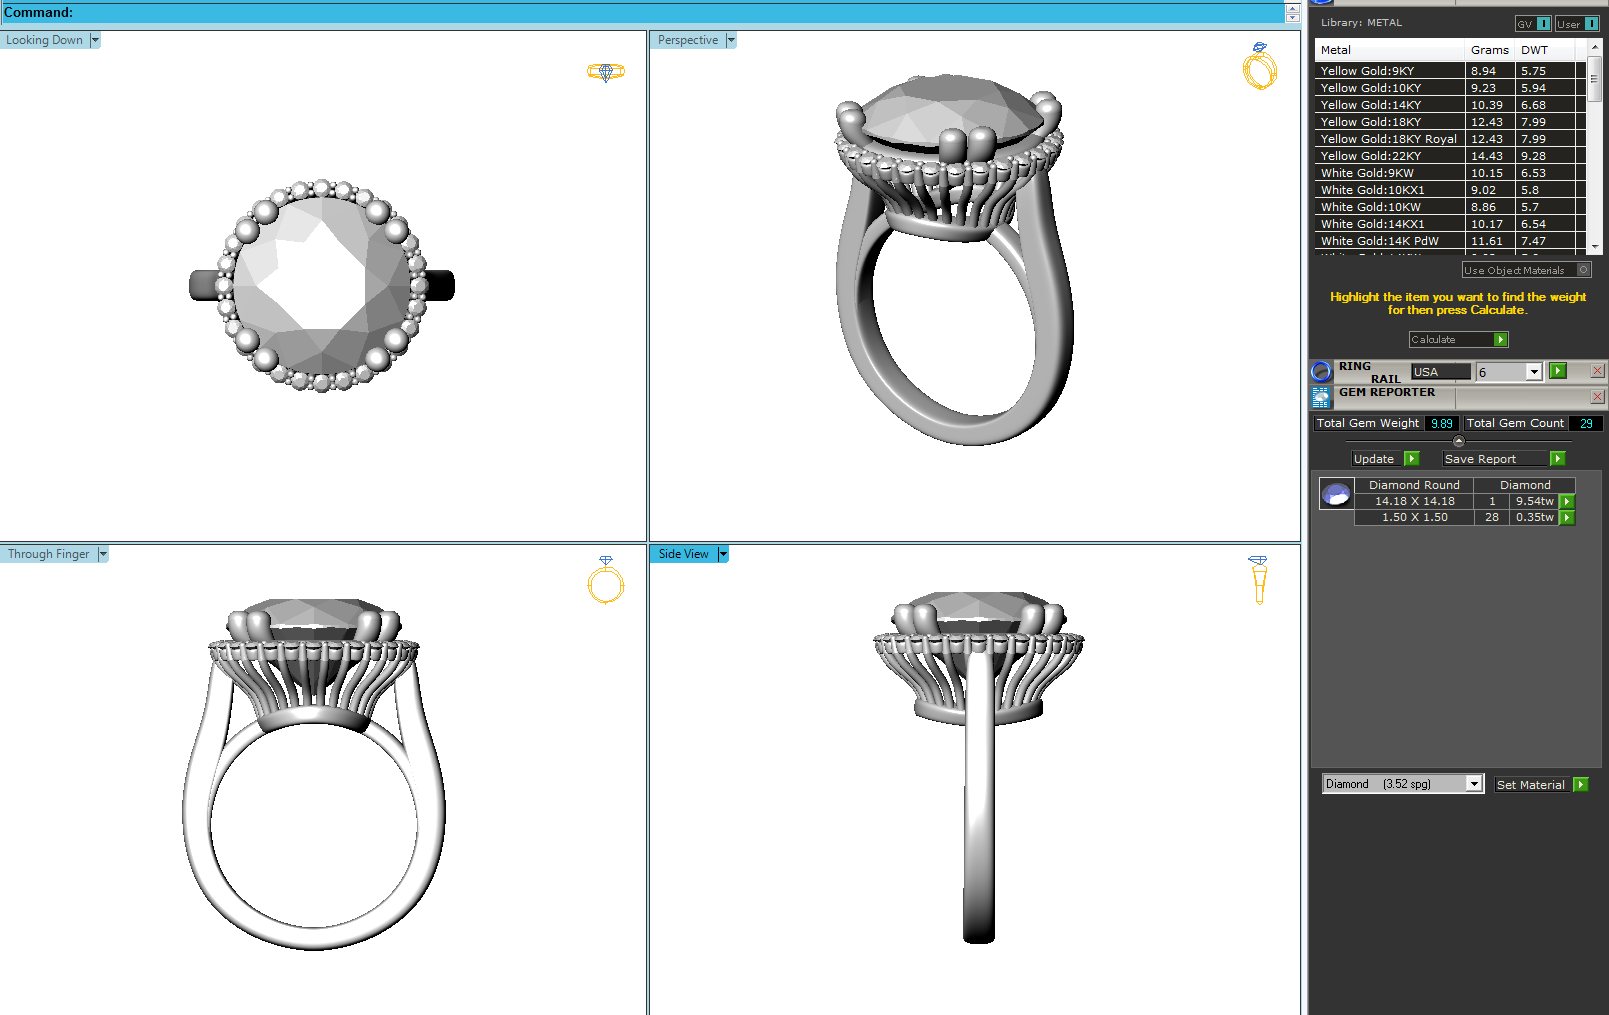 Command:
Looking Down
Perspective
Through Finger
Side View
Library: METAL
GV
User
Metal Grams DWT
Yellow Gold:9KY 8.94 5.75
Yellow Gold:10KY 9.23 5.94
Yellow Gold:14KY 10.39 6.68
Yellow Gold:18KY 12.43 7.99
Yellow Gold:18KY Royal 12.43 7.99
Yellow Gold:22KY 14.43 9.28
White Gold:9KW 10.15 6.53
White Gold:10KX1 9.02 5.8
White Gold:10KW 8.86 5.7
White Gold:14KX1 10.17 6.54
White Gold:14K PdW 11.61 7.47
Use Object Materials
Highlight the item you want to find the weight
for then press Calculate.
Calculate
RING
RAIL
USA
6
GEM REPORTER
Total Gem Weight 9.89 Total Gem Count 29
Update Save Report
Diamond Round Diamond
14.18 X 14.18 1 9.54tw
1.50 X 1.50 28 0.35tw
Diamond (3.52 spg) Set Material